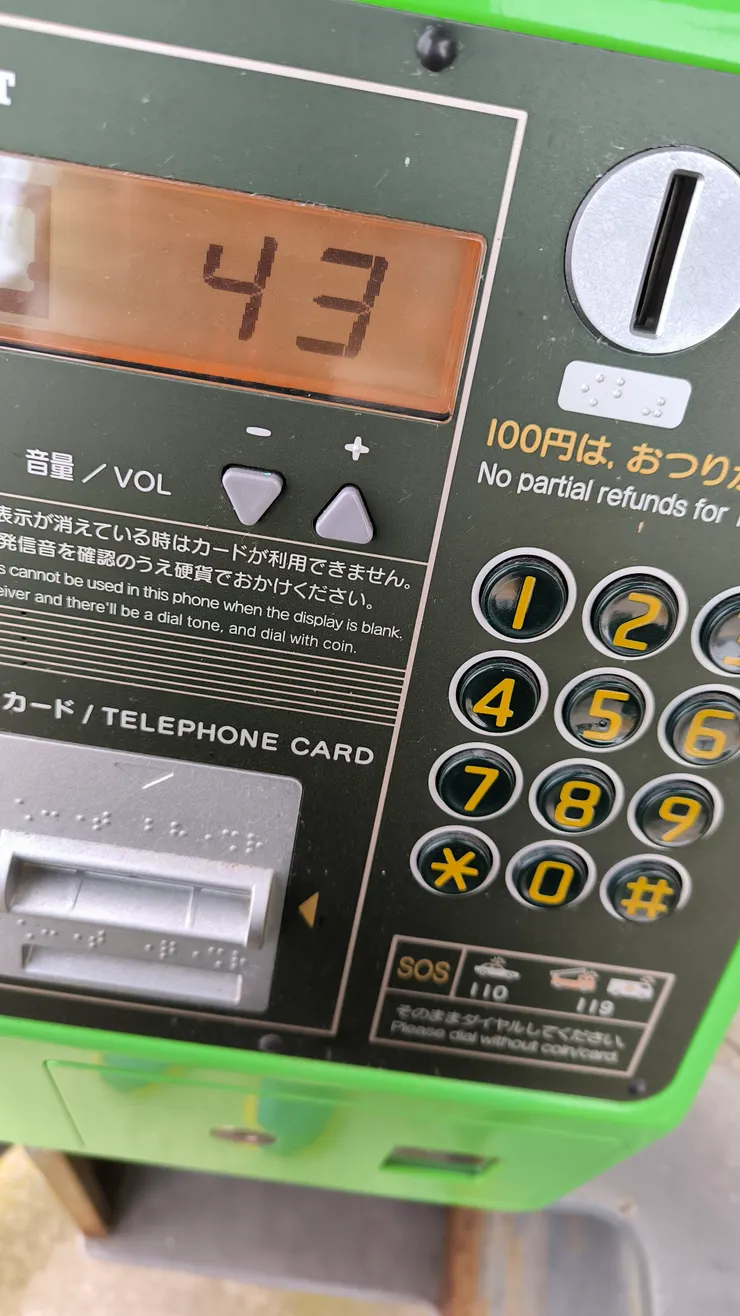 T
43
- +
音量 / VOL
表示が消えている時はカードが利用できません。
発信音を確認のうえ硬貨でおかけください。
cannot be used in this phone when the display is blank.
and there'll be a dial tone, and dial with coin.
カード / TELEPHONE CARD
100円は、おつりが
No partial refunds for
1 2
4 5 6
7 8 9
* 0 #
SOS 110 119
そのままダイヤルしてください
Please dial without coin/card.